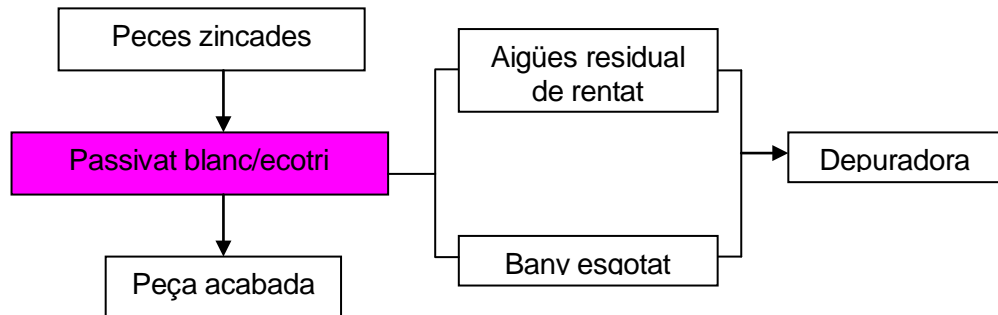 Peces zincades
Aigües residual
de rentat
Passivat blanc/ecotri
Depuradora
Bany esgotat
Peça acabada